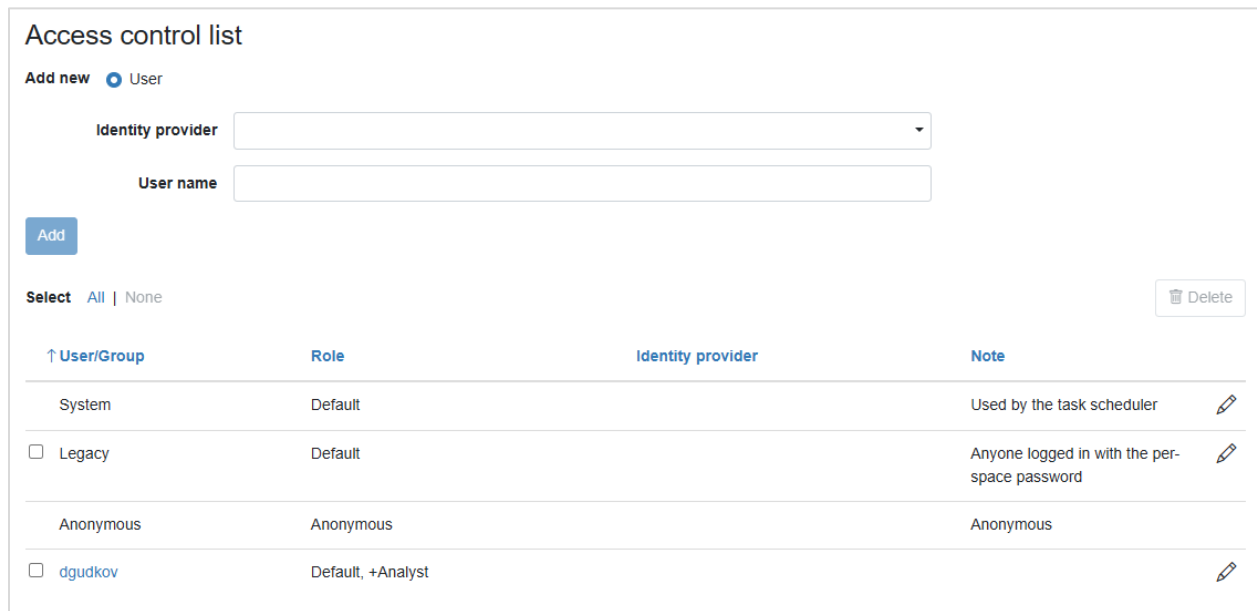 Access control list
Add new User
Identity provider
User name
Add
Select All | None
Delete
↑ User/Group Role Identity provider Note
System Default Used by the task scheduler
Legacy Default Anyone logged in with the per-
space password
Anonymous Anonymous Anonymous
dgudkov Default, +Analyst